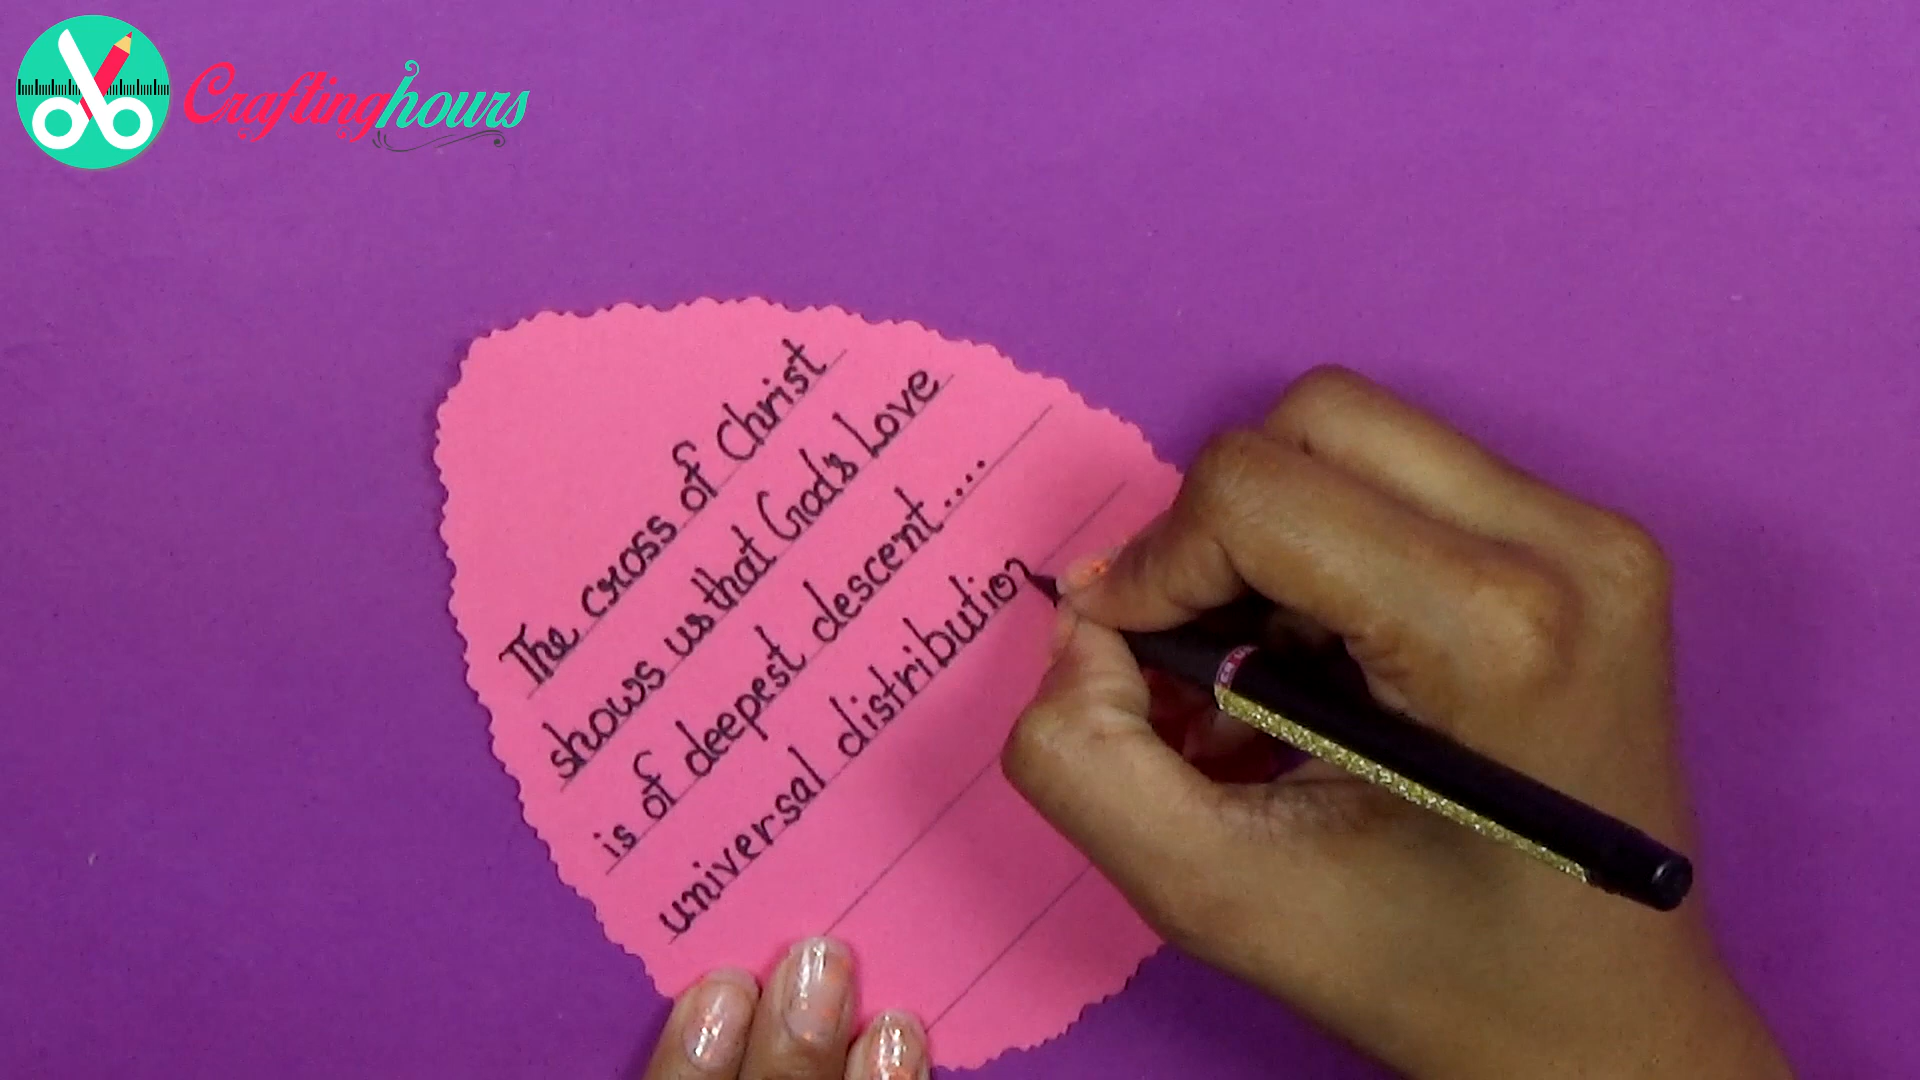 Craftinghours
The cross of Christ
shows us that God's Love
is of deepest descent....
universal distribution